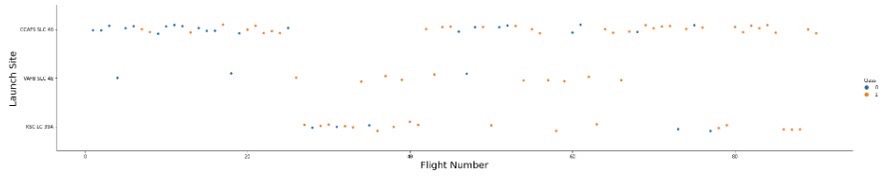 CCAFS SLC 40
VAFB SLC 4E
KSC LC 39A
Launch Site
0
20
40
60
80
Flight Number
Class
0
1